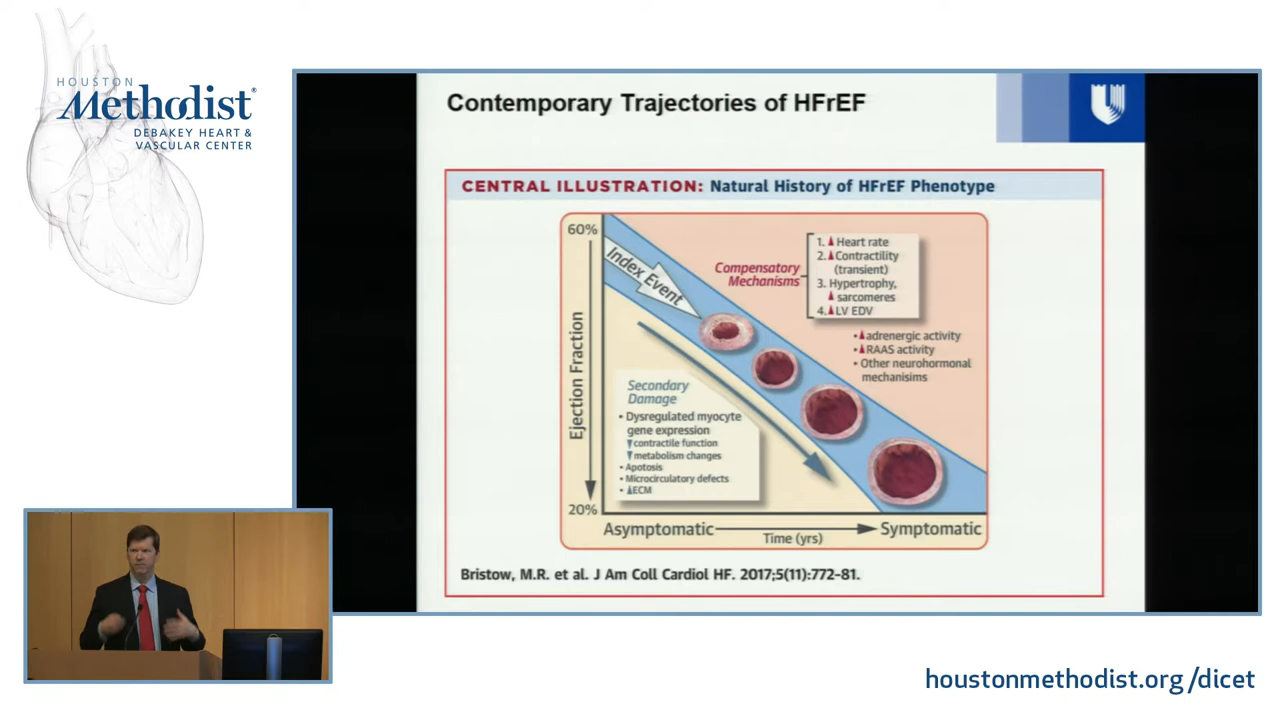 HOUSTON
Methodist®
DEBAKEY HEART &
VASCULAR CENTER
Contemporary Trajectories of HFrEF
CENTRAL ILLUSTRATION: Natural History of HFrEF Phenotype
60%
Index Event
Compensatory
Mechanisms
1. ▲Heart rate
2. ▲Contractility
(transient)
3. Hypertrophy,
▲ sarcomeres
4. ▲LV EDV
• ▲adrenergic activity
• ▲RAAS activity
• Other neurohormonal
mechanisims
Ejection Fraction
Secondary
Damage
• Dysregulated myocyte
gene expression
▼contractile function
▼metabolism changes
• Apotosis
• Microcirculatory defects
• ▲ECM
20%
Asymptomatic
Time (yrs)
Symptomatic
Bristow, M.R. et al. J Am Coll Cardiol HF. 2017;5(11):772-81.
houstonmethodist.org/dicet